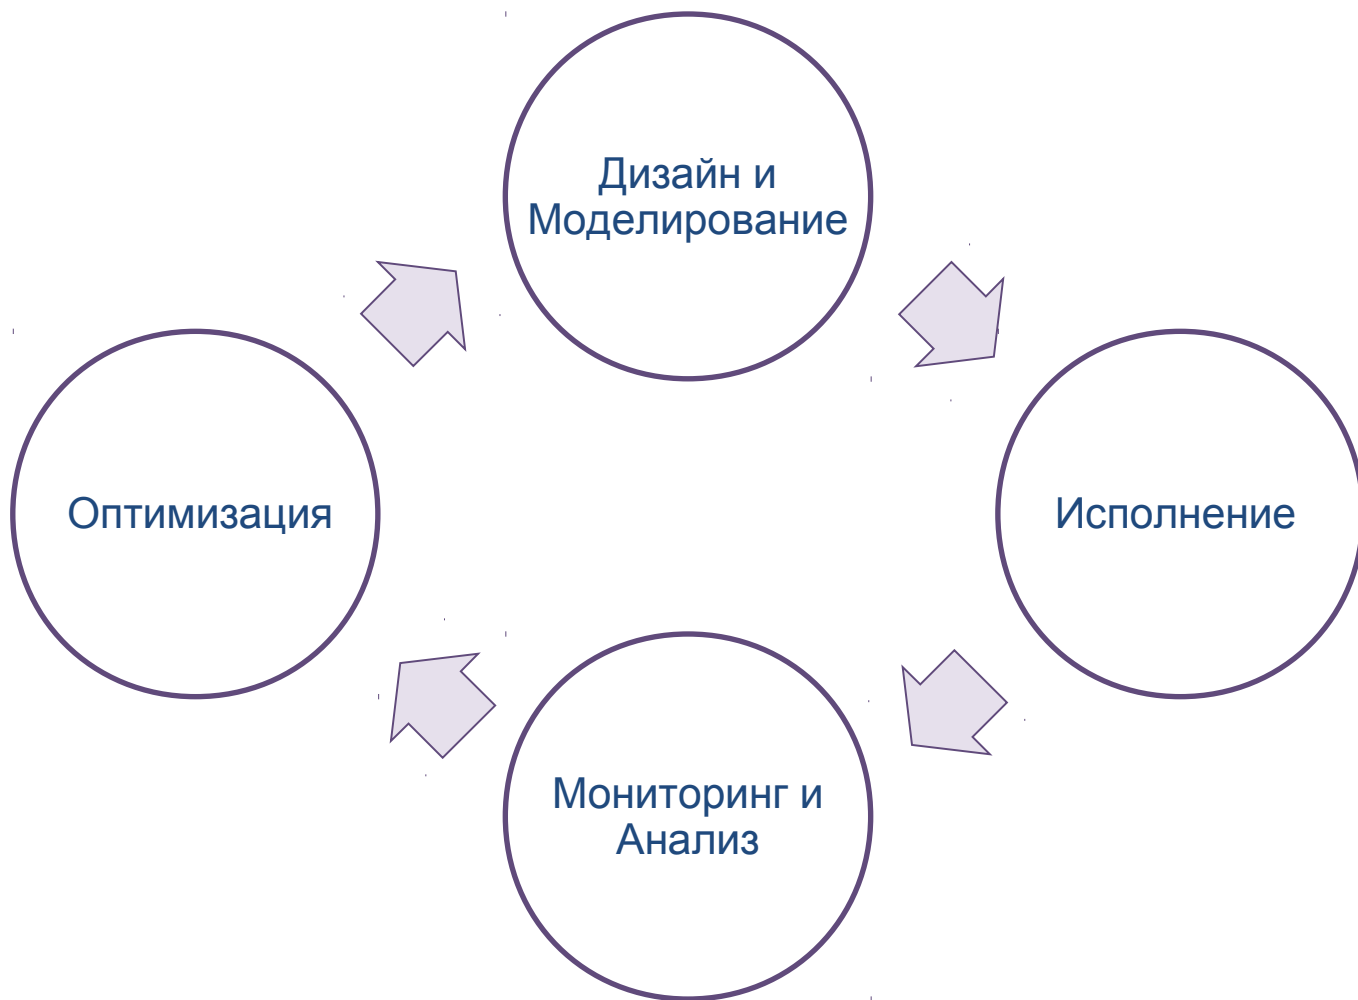 Дизайн и
Моделирование
Оптимизация
Исполнение
Мониторинг и
Анализ